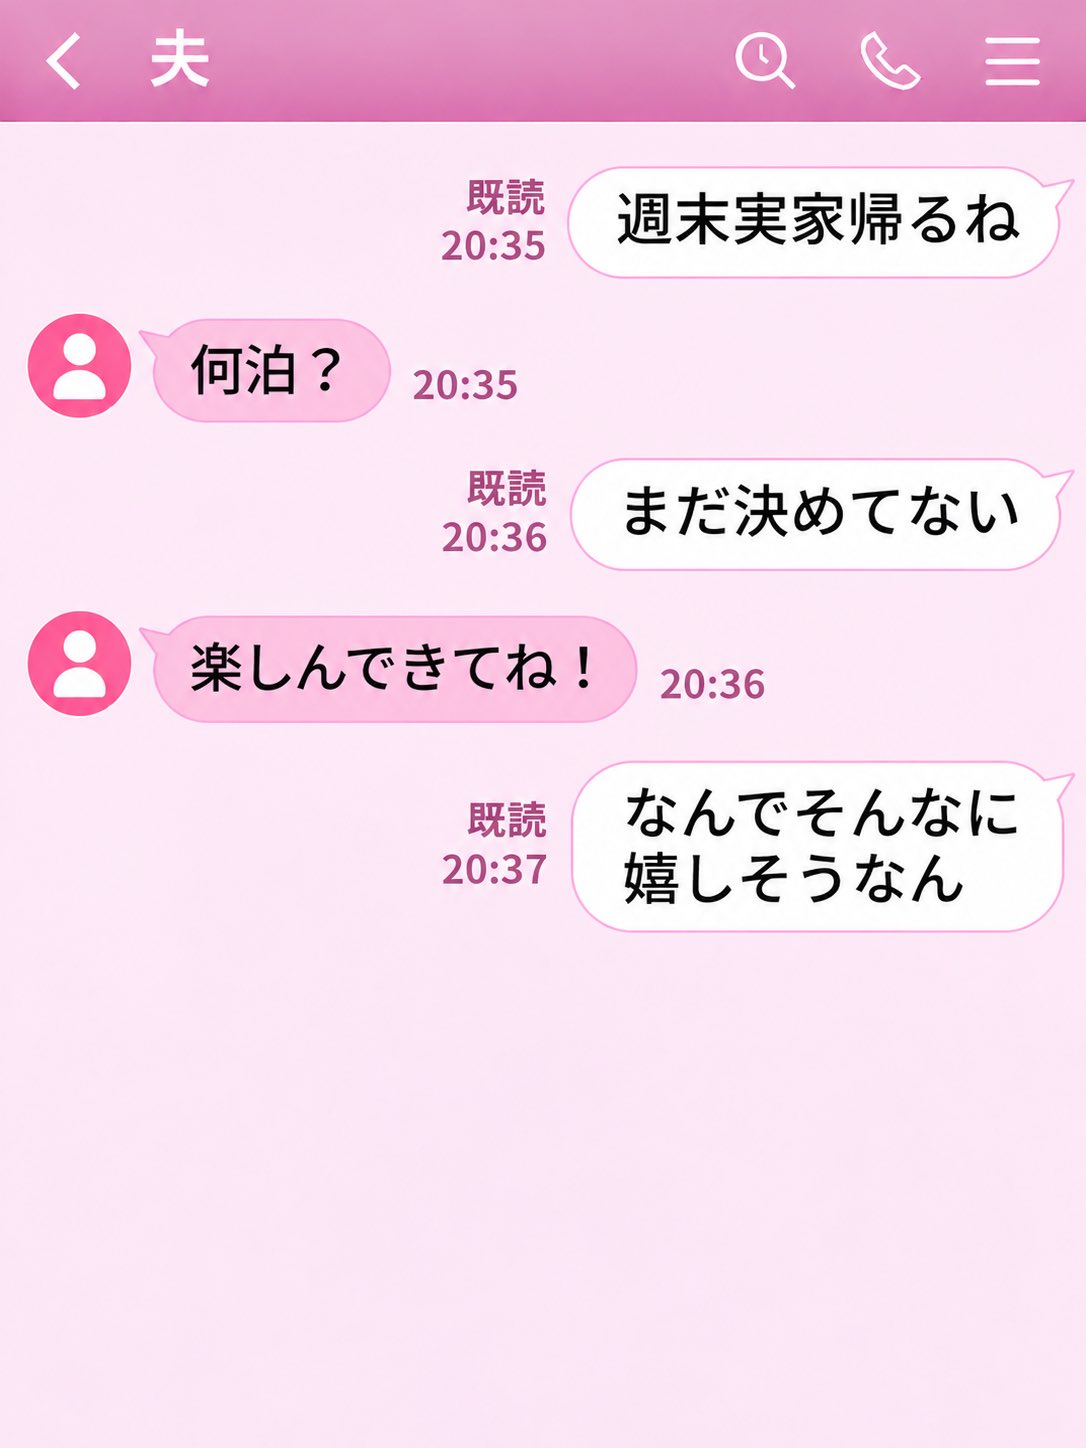 夫
週末実家帰るね
既読
20:35
何泊？
20:35
まだ決めてない
既読
20:36
楽しんできてね！
20:36
なんでそんなに
嬉しそうなん
既読
20:37